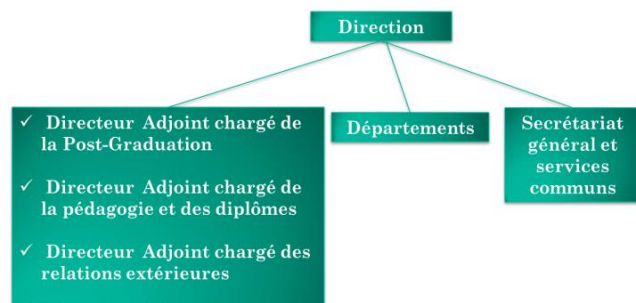 Direction
✓ Directeur Adjoint chargé de
la Post-Graduation
✓ Directeur Adjoint chargé de
la pédagogie et des diplômes
✓ Directeur Adjoint chargé des
relations extérieures
Départements
Secrétariat
général et
services
communs